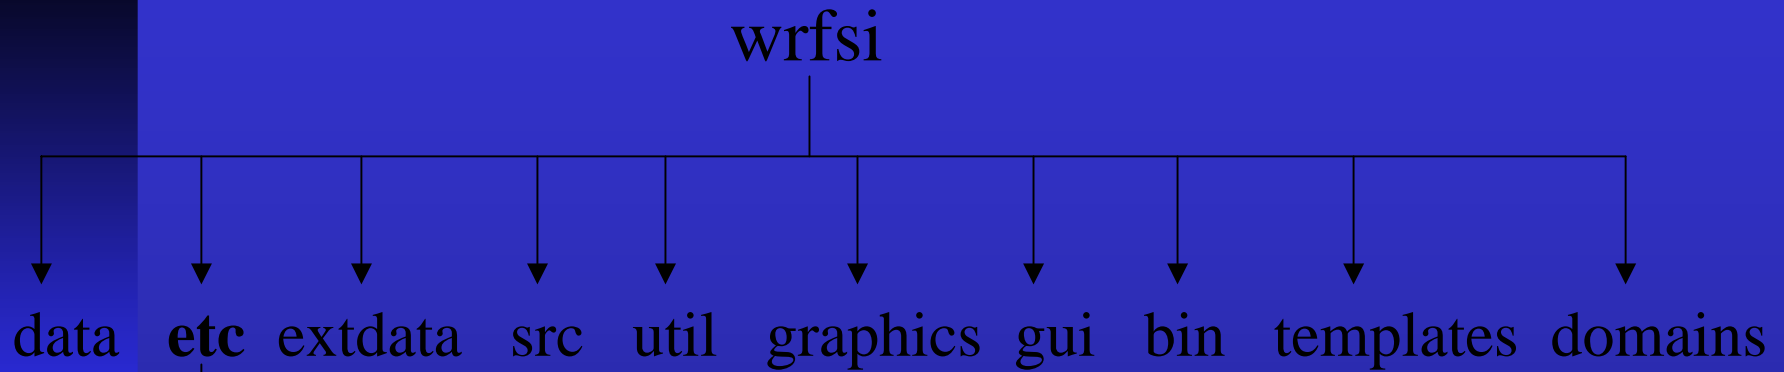 wrfsi
data etc extdata src util graphics gui bin templates domains